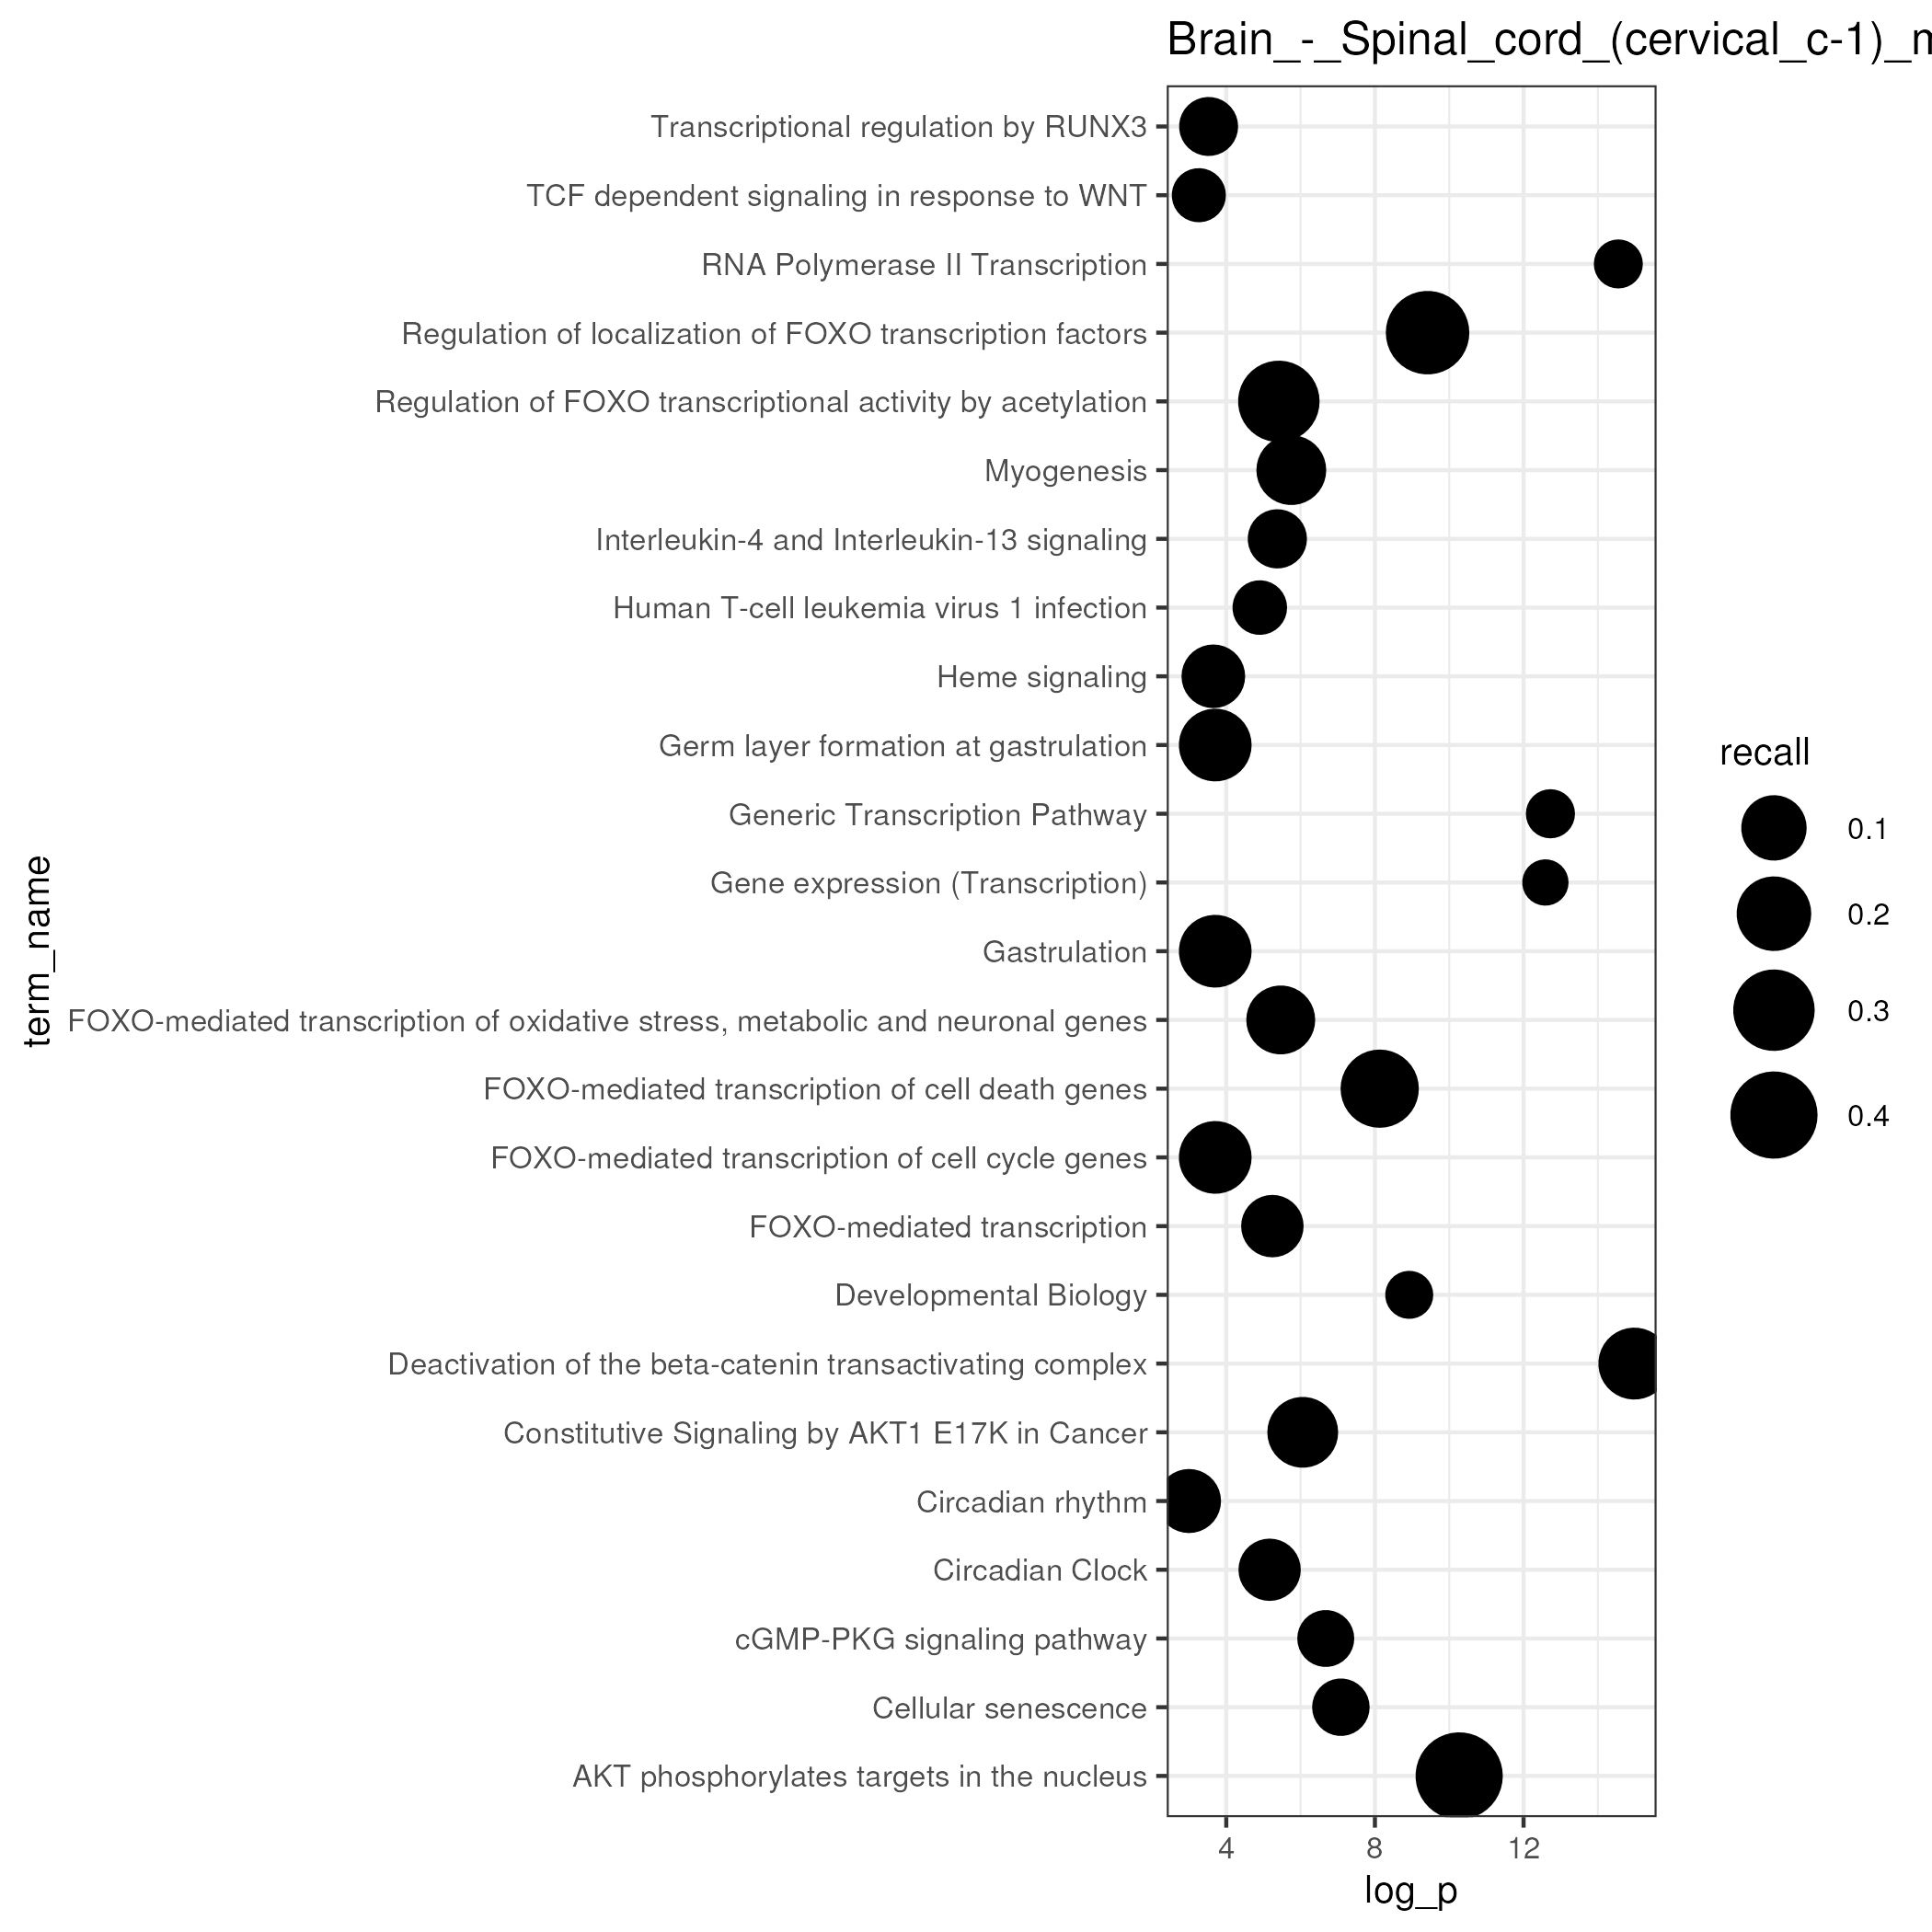 Brain_-_Spinal_cord_(cervical_c-1)_m
Transcriptional regulation by RUNX3
TCF dependent signaling in response to WNT
RNA Polymerase II Transcription
Regulation of localization of FOXO transcription factors
Regulation of FOXO transcriptional activity by acetylation
Myogenesis
Interleukin-4 and Interleukin-13 signaling
Human T-cell leukemia virus 1 infection
Heme signaling
Germ layer formation at gastrulation
Generic Transcription Pathway
Gene expression (Transcription)
Gastrulation
FOXO-mediated transcription of oxidative stress, metabolic and neuronal genes
FOXO-mediated transcription of cell death genes
FOXO-mediated transcription of cell cycle genes
FOXO-mediated transcription
Developmental Biology
Deactivation of the beta-catenin transactivating complex
Constitutive Signaling by AKT1 E17K in Cancer
Circadian rhythm
Circadian Clock
cGMP-PKG signaling pathway
Cellular senescence
AKT phosphorylates targets in the nucleus
term_name
4 8 12
log_p
recall
0.1
0.2
0.3
0.4